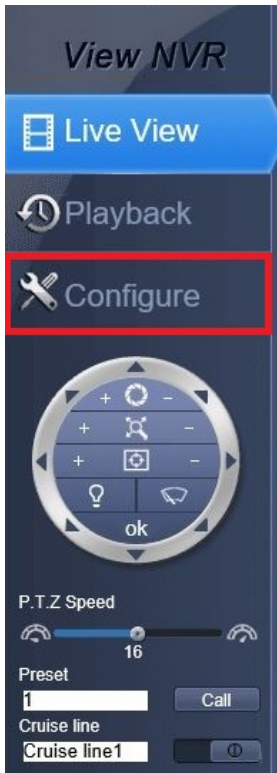 View NVR
Live View
Playback
Configure
+ -
+ -
+ -
ok
P.T.Z Speed
16
Preset
1 Call
Cruise line
Cruise line1